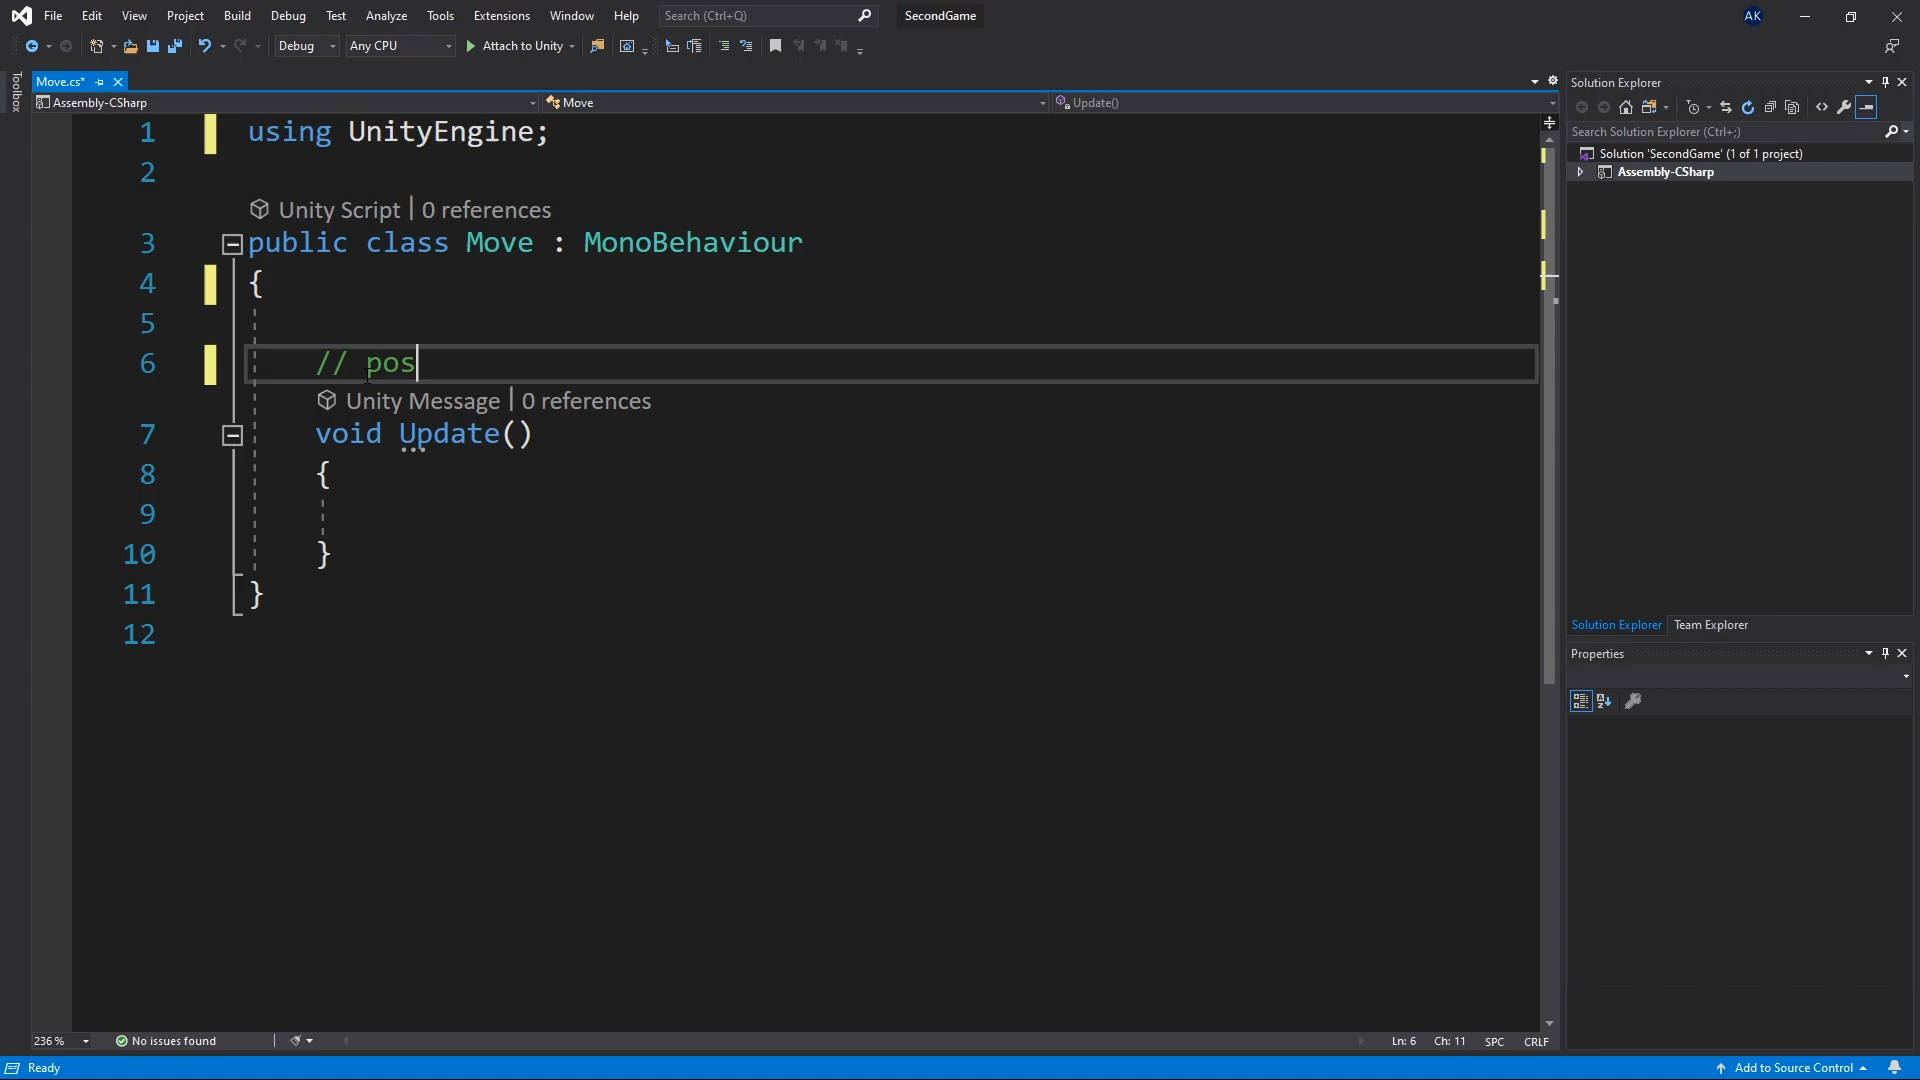 File Edit View Project Build Debug Test Analyze Tools Extensions Window Help Search (Ctrl+Q) SecondGame AK
Debug Any CPU Attach to Unity
Toolbox
Move.cs*
Assembly-CSharp Move Update()
1 using UnityEngine;
2
Unity Script | 0 references
3 public class Move : MonoBehaviour
4 {
5
6 // pos
Unity Message | 0 references
7 void Update()
8 {
9
10 }
11 }
12
236 % No issues found Ln: 6 Ch: 11 SPC CRLF
Ready Add to Source Control
Solution Explorer
Search Solution Explorer (Ctrl+;)
Solution 'SecondGame' (1 of 1 project)
Assembly-CSharp
Solution Explorer Team Explorer
Properties